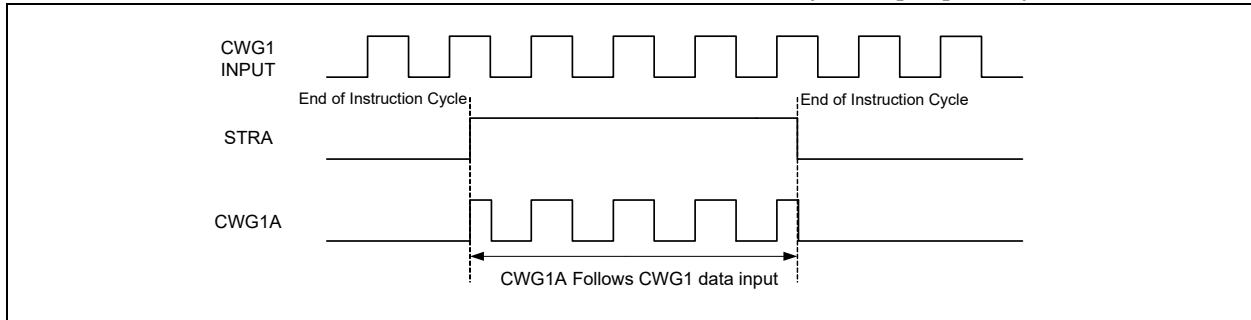 CWG1
INPUT
End of Instruction Cycle
End of Instruction Cycle
STRA
CWG1A
CWG1A Follows CWG1 data input